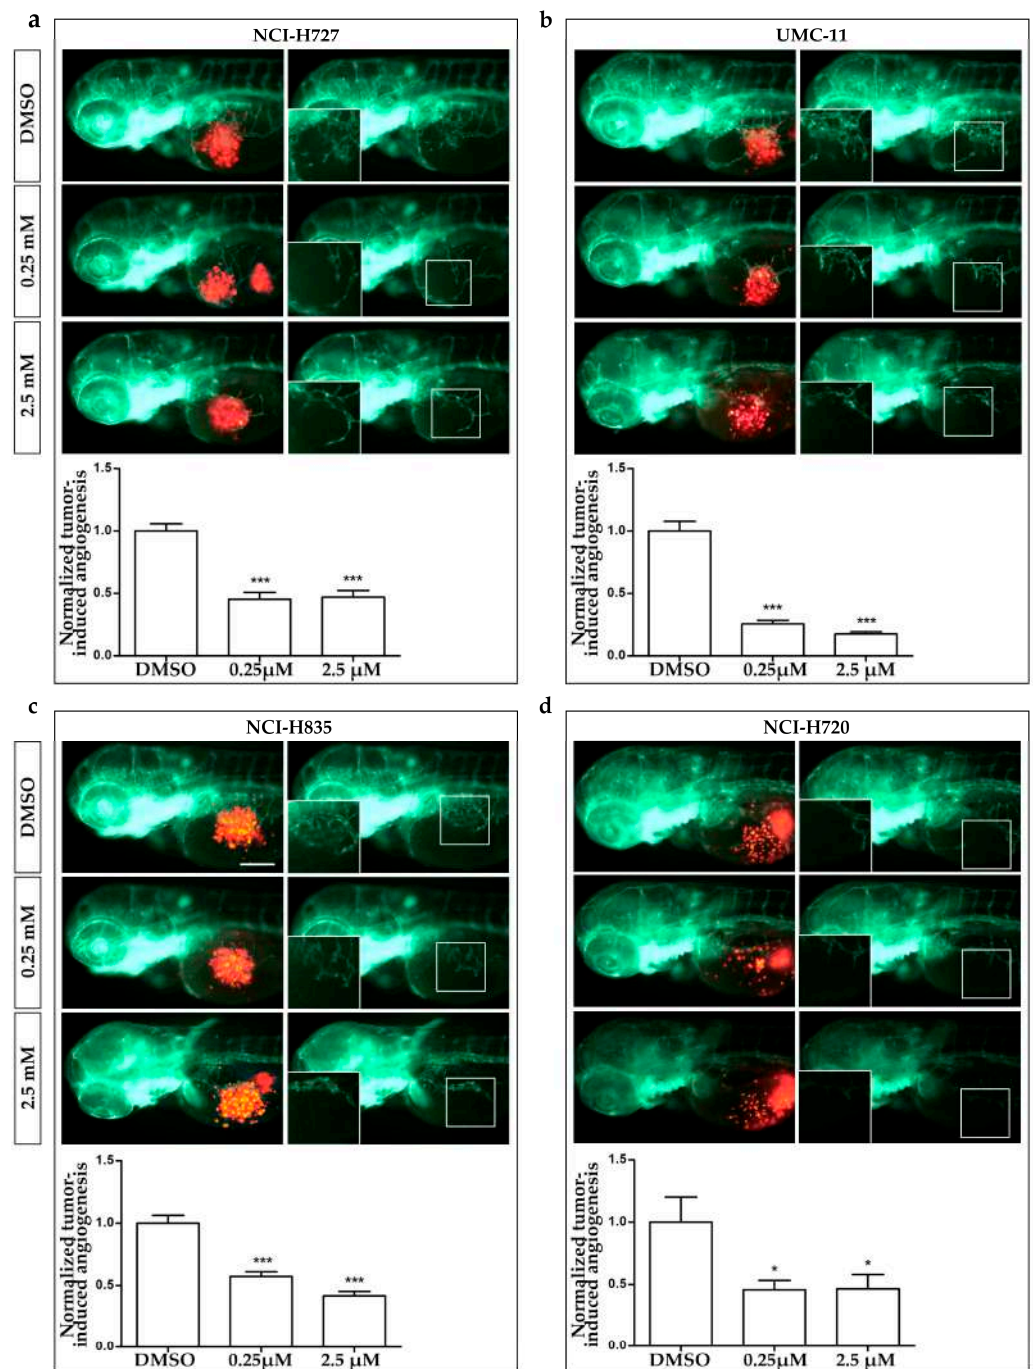 a
NCI-H727
DMSO
0.25 mM
2.5 mM
Normalized tumor-
induced angiogenesis
1.5
1.0
0.5
0.0
***
***
DMSO
0.25μM
2.5 μM
b
UMC-11
Normalized tumor-
induced angiogenesis
1.5
1.0
0.5
0.0
***
***
DMSO
0.25μM
2.5 μM
c
NCI-H835
DMSO
0.25 mM
2.5 mM
Normalized tumor-
induced angiogenesis
1.5
1.0
0.5
0.0
***
***
DMSO
0.25μM
2.5 μM
d
NCI-H720
Normalized tumor-
induced angiogenesis
1.5
1.0
0.5
0.0
*
*
DMSO
0.25μM
2.5 μM